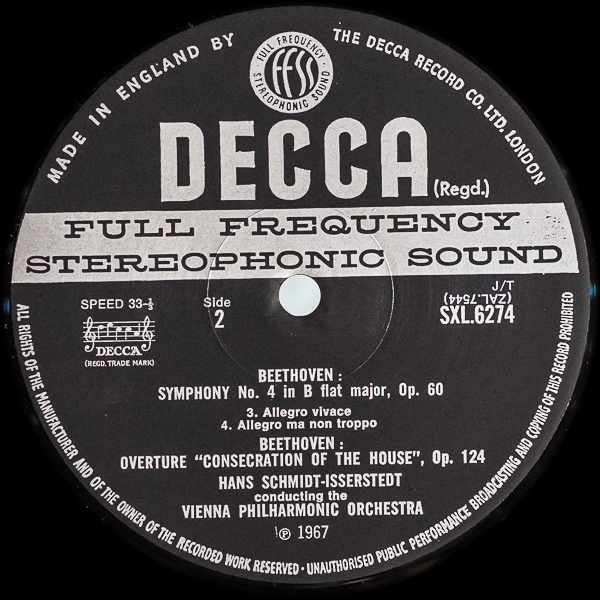 MADE IN ENGLAND BY
THE DECCA RECORD CO. LTD. LONDON
FULL FREQUENCY
STEREOPHONIC SOUND
FFSS
DECCA (Regd.)
FULL FREQUENCY
STEREOPHONIC SOUND
SPEED 33-⅓
Side
2
J/T
(ZAL.7544)
SXL.6274
DECCA
(REGD. TRADE MARK)
BEETHOVEN :
SYMPHONY No. 4 in B flat major, Op. 60
3. Allegro vivace
4. Allegro ma non troppo
BEETHOVEN :
OVERTURE “CONSECRATION OF THE HOUSE”, Op. 124
HANS SCHMIDT-ISSERSTEDT
conducting the
VIENNA PHILHARMONIC ORCHESTRA
℗ 1967
ALL RIGHTS OF THE MANUFACTURER AND OF THE OWNER OF THE RECORDED WORK RESERVED · UNAUTHORISED PUBLIC PERFORMANCE BROADCASTING AND COPYING OF THIS RECORD PROHIBITED